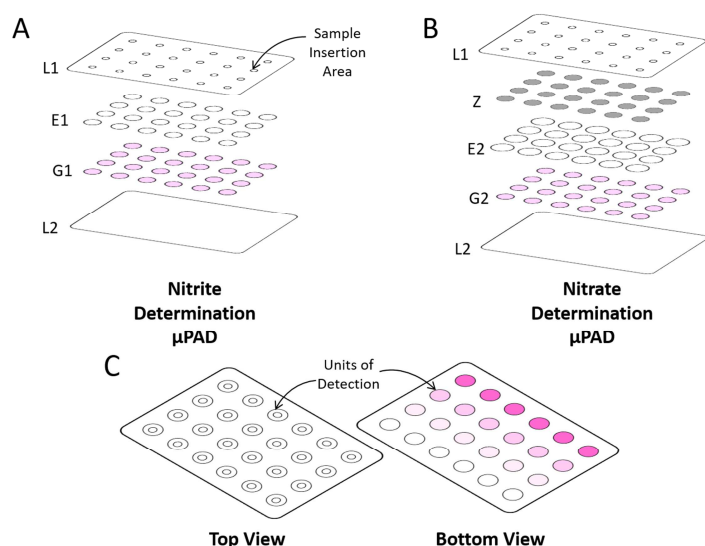 A
L1
Sample
Insertion
Area
E1
G1
L2
Nitrite
Determination
µPAD
B
L1
Z
E2
G2
L2
Nitrate
Determination
µPAD
C
Units of
Detection
Top View
Bottom View